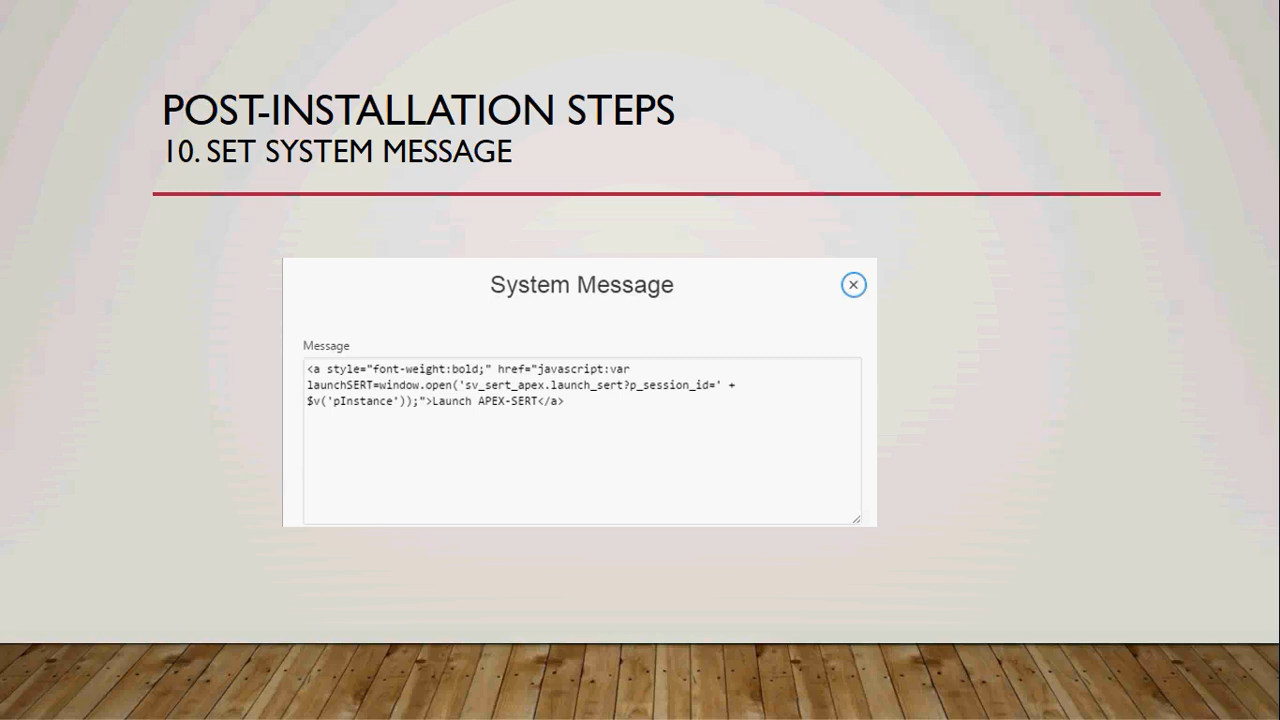 POST-INSTALLATION STEPS
10. SET SYSTEM MESSAGE
System Message
Message
<a style="font-weight:bold;" href="javascript:var
launchSERT=window.open('sv_sert_apex.launch_sert?p_session_id=' +
$v('pInstance'));">Launch APEX-SERT</a>